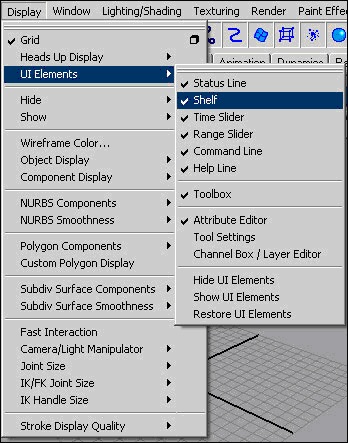 Display Window Lighting/Shading Texturing Render Paint Effec
Grid
Heads Up Display
UI Elements
Hide
Show
Wireframe Color...
Object Display
Component Display
NURBS Components
NURBS Smoothness
Polygon Components
Custom Polygon Display
Subdiv Surface Components
Subdiv Surface Smoothness
Fast Interaction
Camera/Light Manipulator
Joint Size
IK/FK Joint Size
IK Handle Size
Stroke Display Quality
Animation Dynamics
Status Line
Shelf
Time Slider
Range Slider
Command Line
Help Line
Toolbox
Attribute Editor
Tool Settings
Channel Box / Layer Editor
Hide UI Elements
Show UI Elements
Restore UI Elements